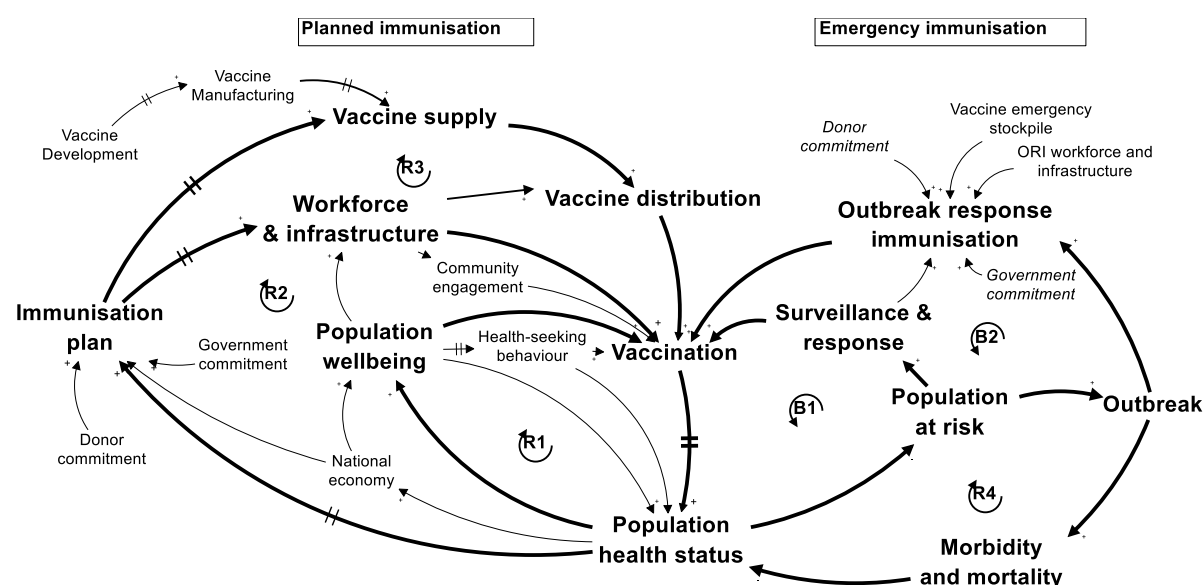 Planned immunisation
Emergency immunisation
Vaccine
Manufacturing
Vaccine supply
Vaccine
Development
R3
Workforce
& infrastructure
Vaccine distribution
Community
engagement
R2
Immunisation
plan
Government
commitment
Population
wellbeing
Health-seeking
behaviour
Vaccination
Donor
commitment
National
economy
R1
Population
health status
Donor
commitment
Vaccine emergency
stockpile
ORI workforce and
infrastructure
Outbreak response
immunisation
Government
commitment
Surveillance &
response
B2
B1
Population
at risk
Outbreak
R4
Morbidity
and mortality